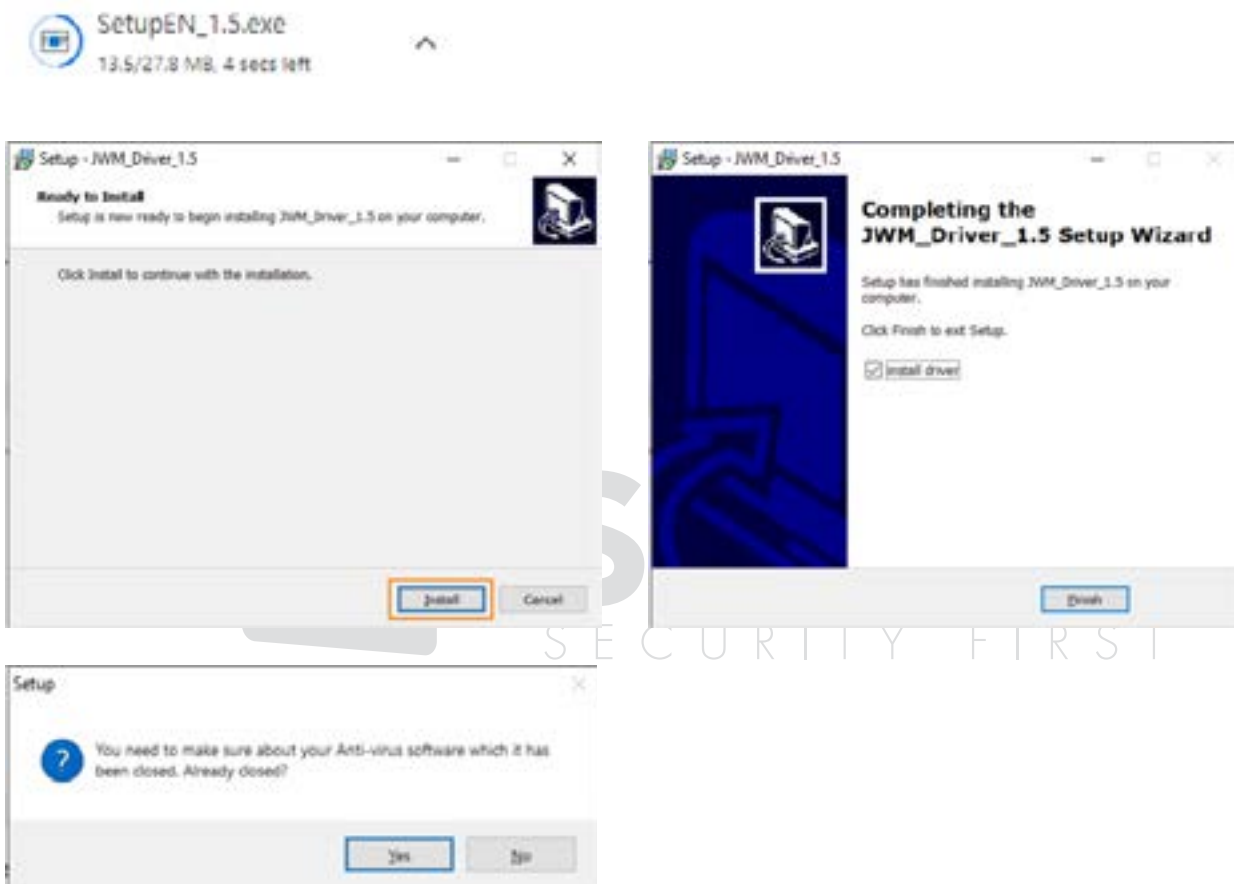 SetupEN_1.5.exe
13.5/27.8 MB, 4 secs left
Setup - JWM_Driver_1.5
Ready to Install
Setup is now ready to begin installing JWM_Driver_1.5 on your computer.
Click Install to continue with the installation.
Install
Cancel
Setup - JWM_Driver_1.5
Completing the
JWM_Driver_1.5 Setup Wizard
Setup has finished installing JWM_Driver_1.5 on your
computer.
Click Finish to exit Setup.
install driver
Finish
S
SECURITY FIRST
Setup
You need to make sure about your Anti-virus software which it has
been closed. Already closed?
Yes
No